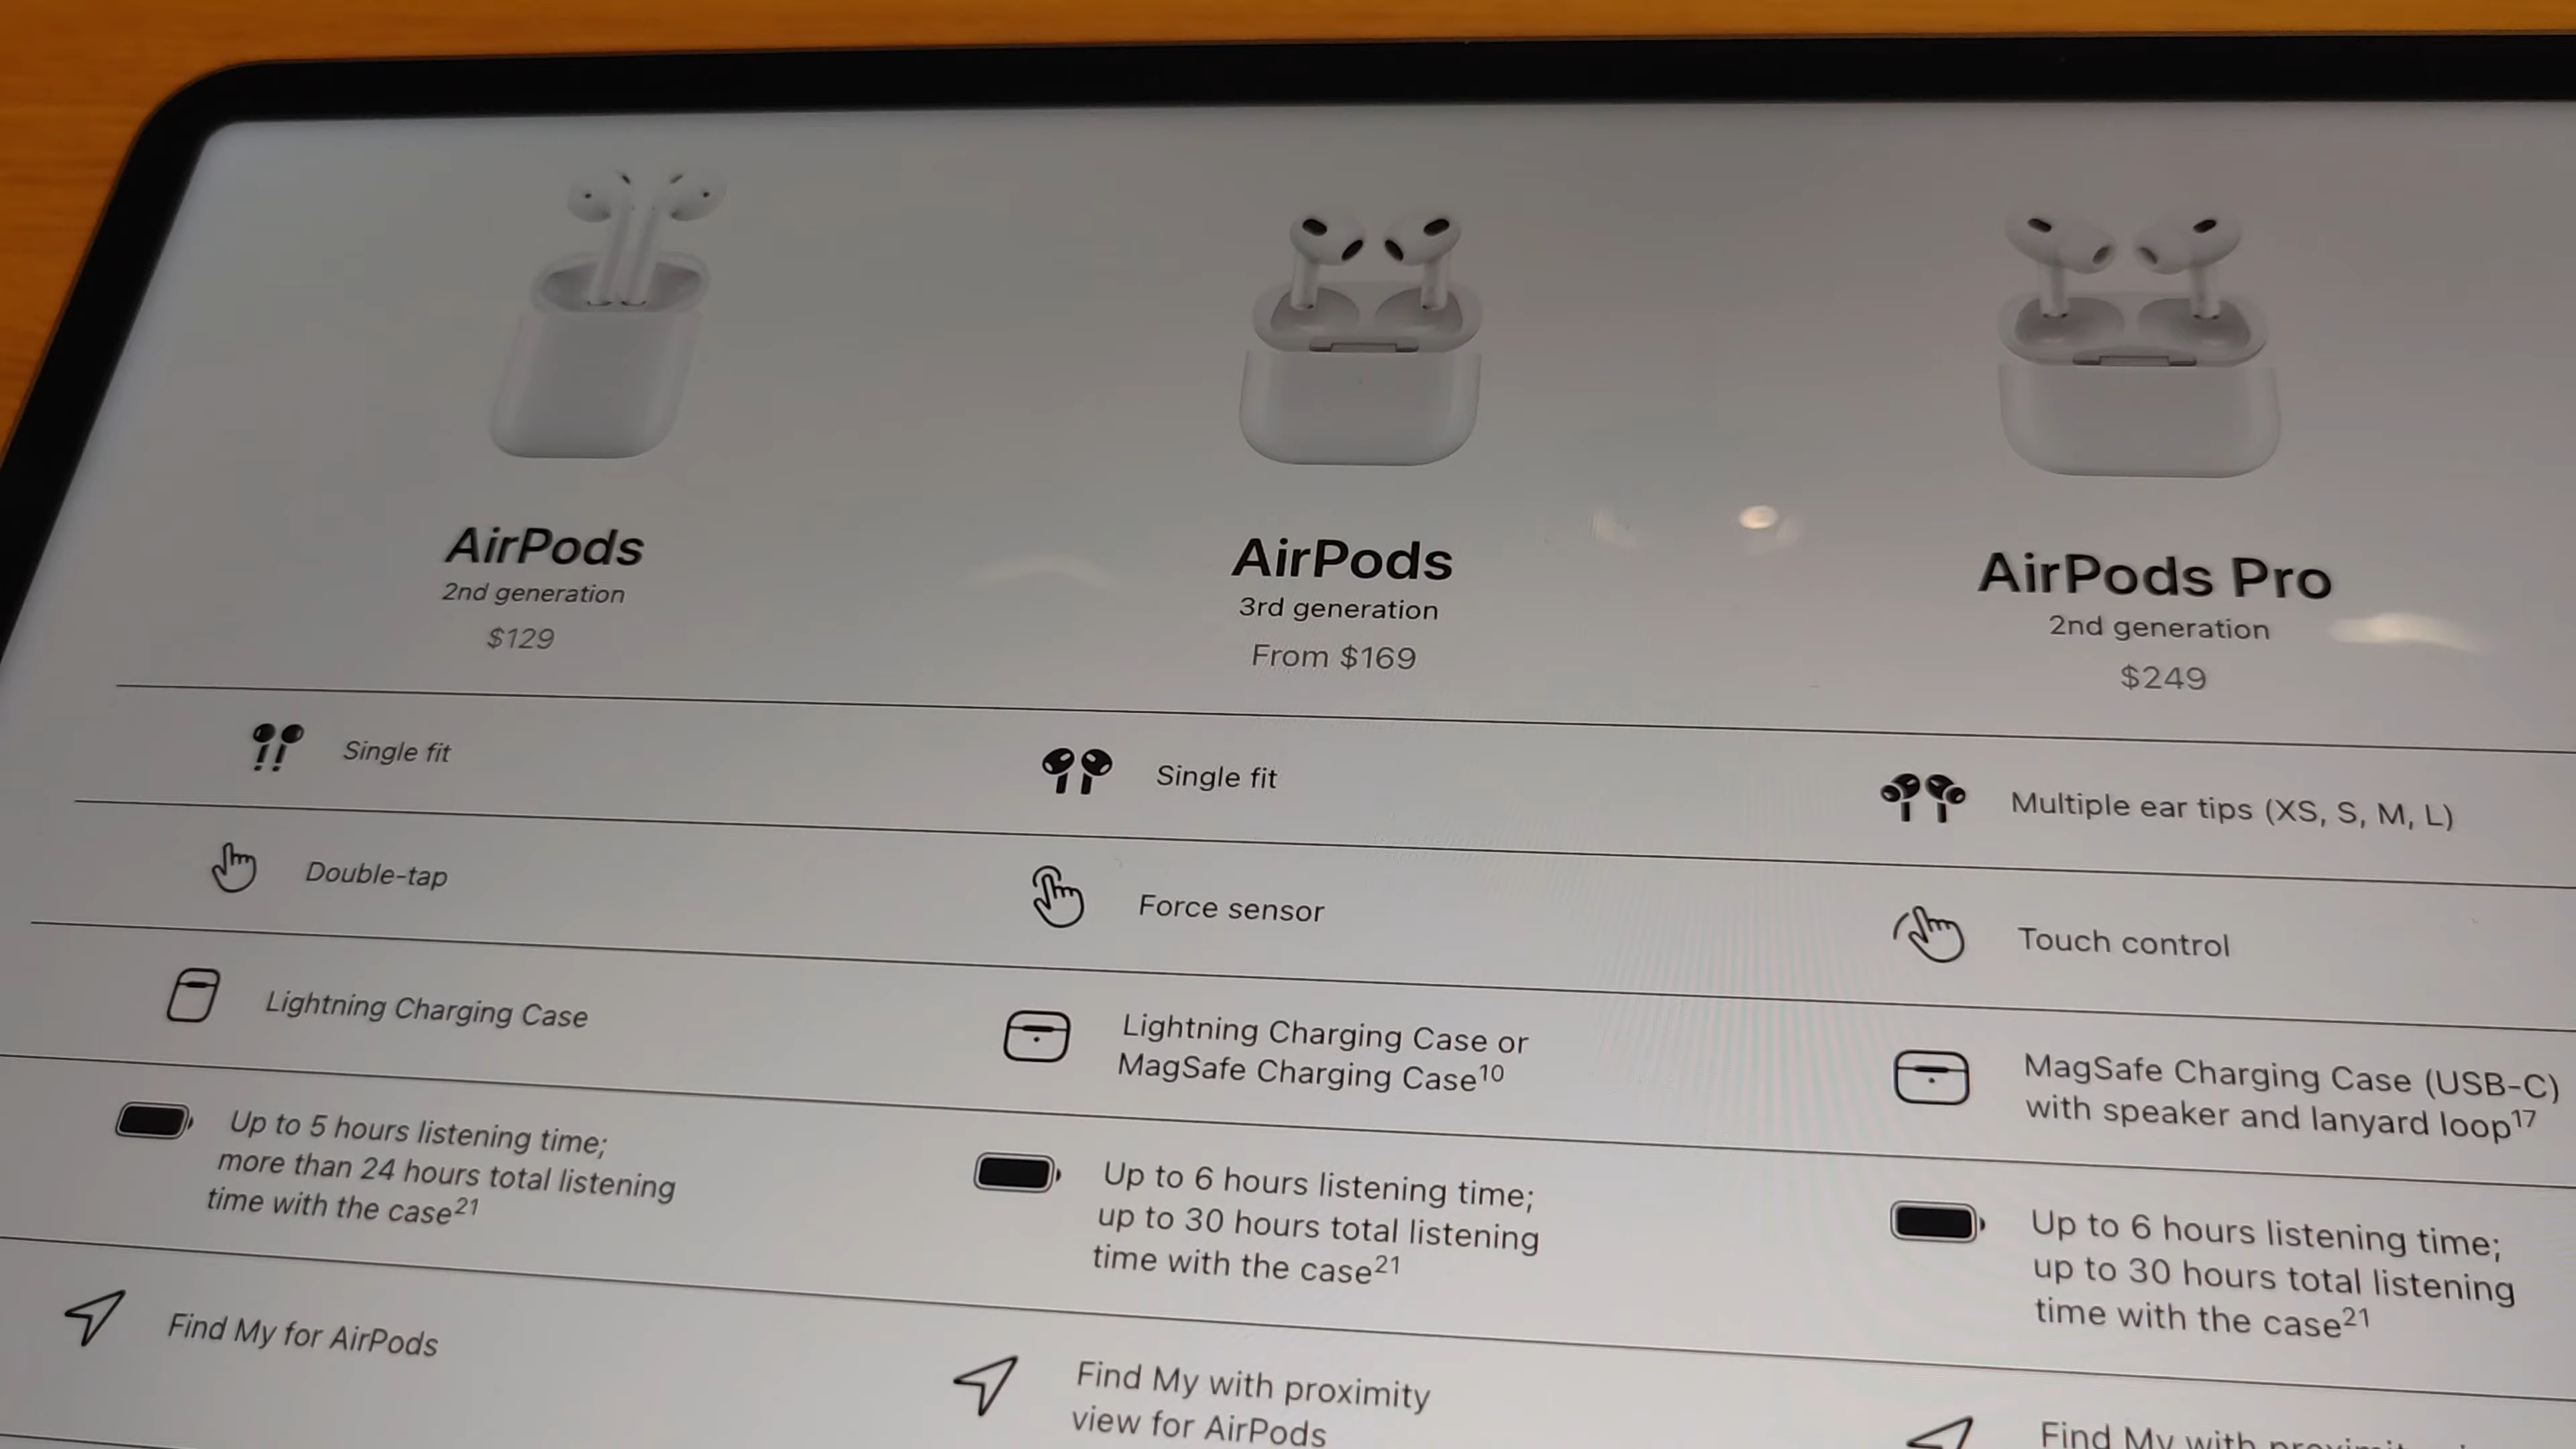 AirPods
2nd generation
$129
AirPods
3rd generation
From $169
AirPods Pro
2nd generation
$249
Single fit
Single fit
Multiple ear tips (XS, S, M, L)
Double-tap
Force sensor
Touch control
Lightning Charging Case
Lightning Charging Case or
MagSafe Charging Case10
MagSafe Charging Case (USB-C)
with speaker and lanyard loop17
Up to 5 hours listening time;
more than 24 hours total listening
time with the case21
Up to 6 hours listening time;
up to 30 hours total listening
time with the case21
Up to 6 hours listening time;
up to 30 hours total listening
time with the case21
Find My for AirPods
Find My with proximity
view for AirPods
Find My with